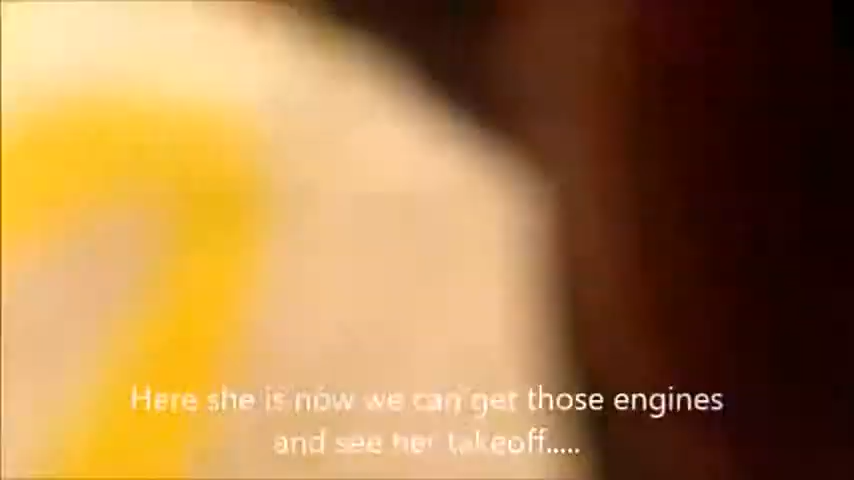 Here she is now we can get those engines
and see her takeoff.....